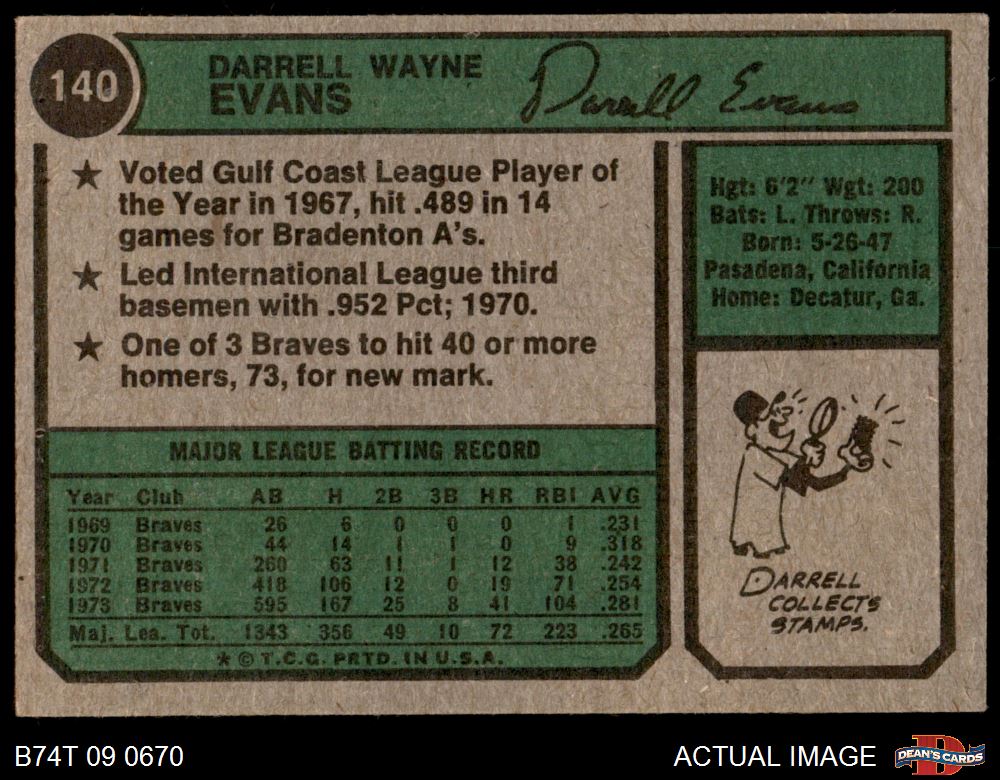 140
DARRELL WAYNE
EVANS
Darrell Evans
★ Voted Gulf Coast League Player of
the Year in 1967, hit .489 in 14
games for Bradenton A's.
★ Led International League third
basemen with .952 Pct; 1970.
★ One of 3 Braves to hit 40 or more
homers, 73, for new mark.
Hgt: 6'2" Wgt: 200
Bats: L. Throws: R.
Born: 5-26-47
Pasadena, California
Home: Decatur, Ga.
MAJOR LEAGUE BATTING RECORD
Year Club AB H 2B 3B HR RBI AVG
1969 Braves 26 6 0 0 0 1 .231
1970 Braves 44 14 1 1 0 9 .318
1971 Braves 260 63 11 1 12 38 .242
1972 Braves 418 106 12 0 19 71 .254
1973 Braves 595 167 25 8 41 104 .281
Maj. Lea. Tot. 1343 356 49 10 72 223 .265
* © T.C.G. PRTD. IN U.S.A.
DARRELL
COLLECTS
STAMPS.
B74T 09 0670
ACTUAL IMAGE
DEAN'S CARDS